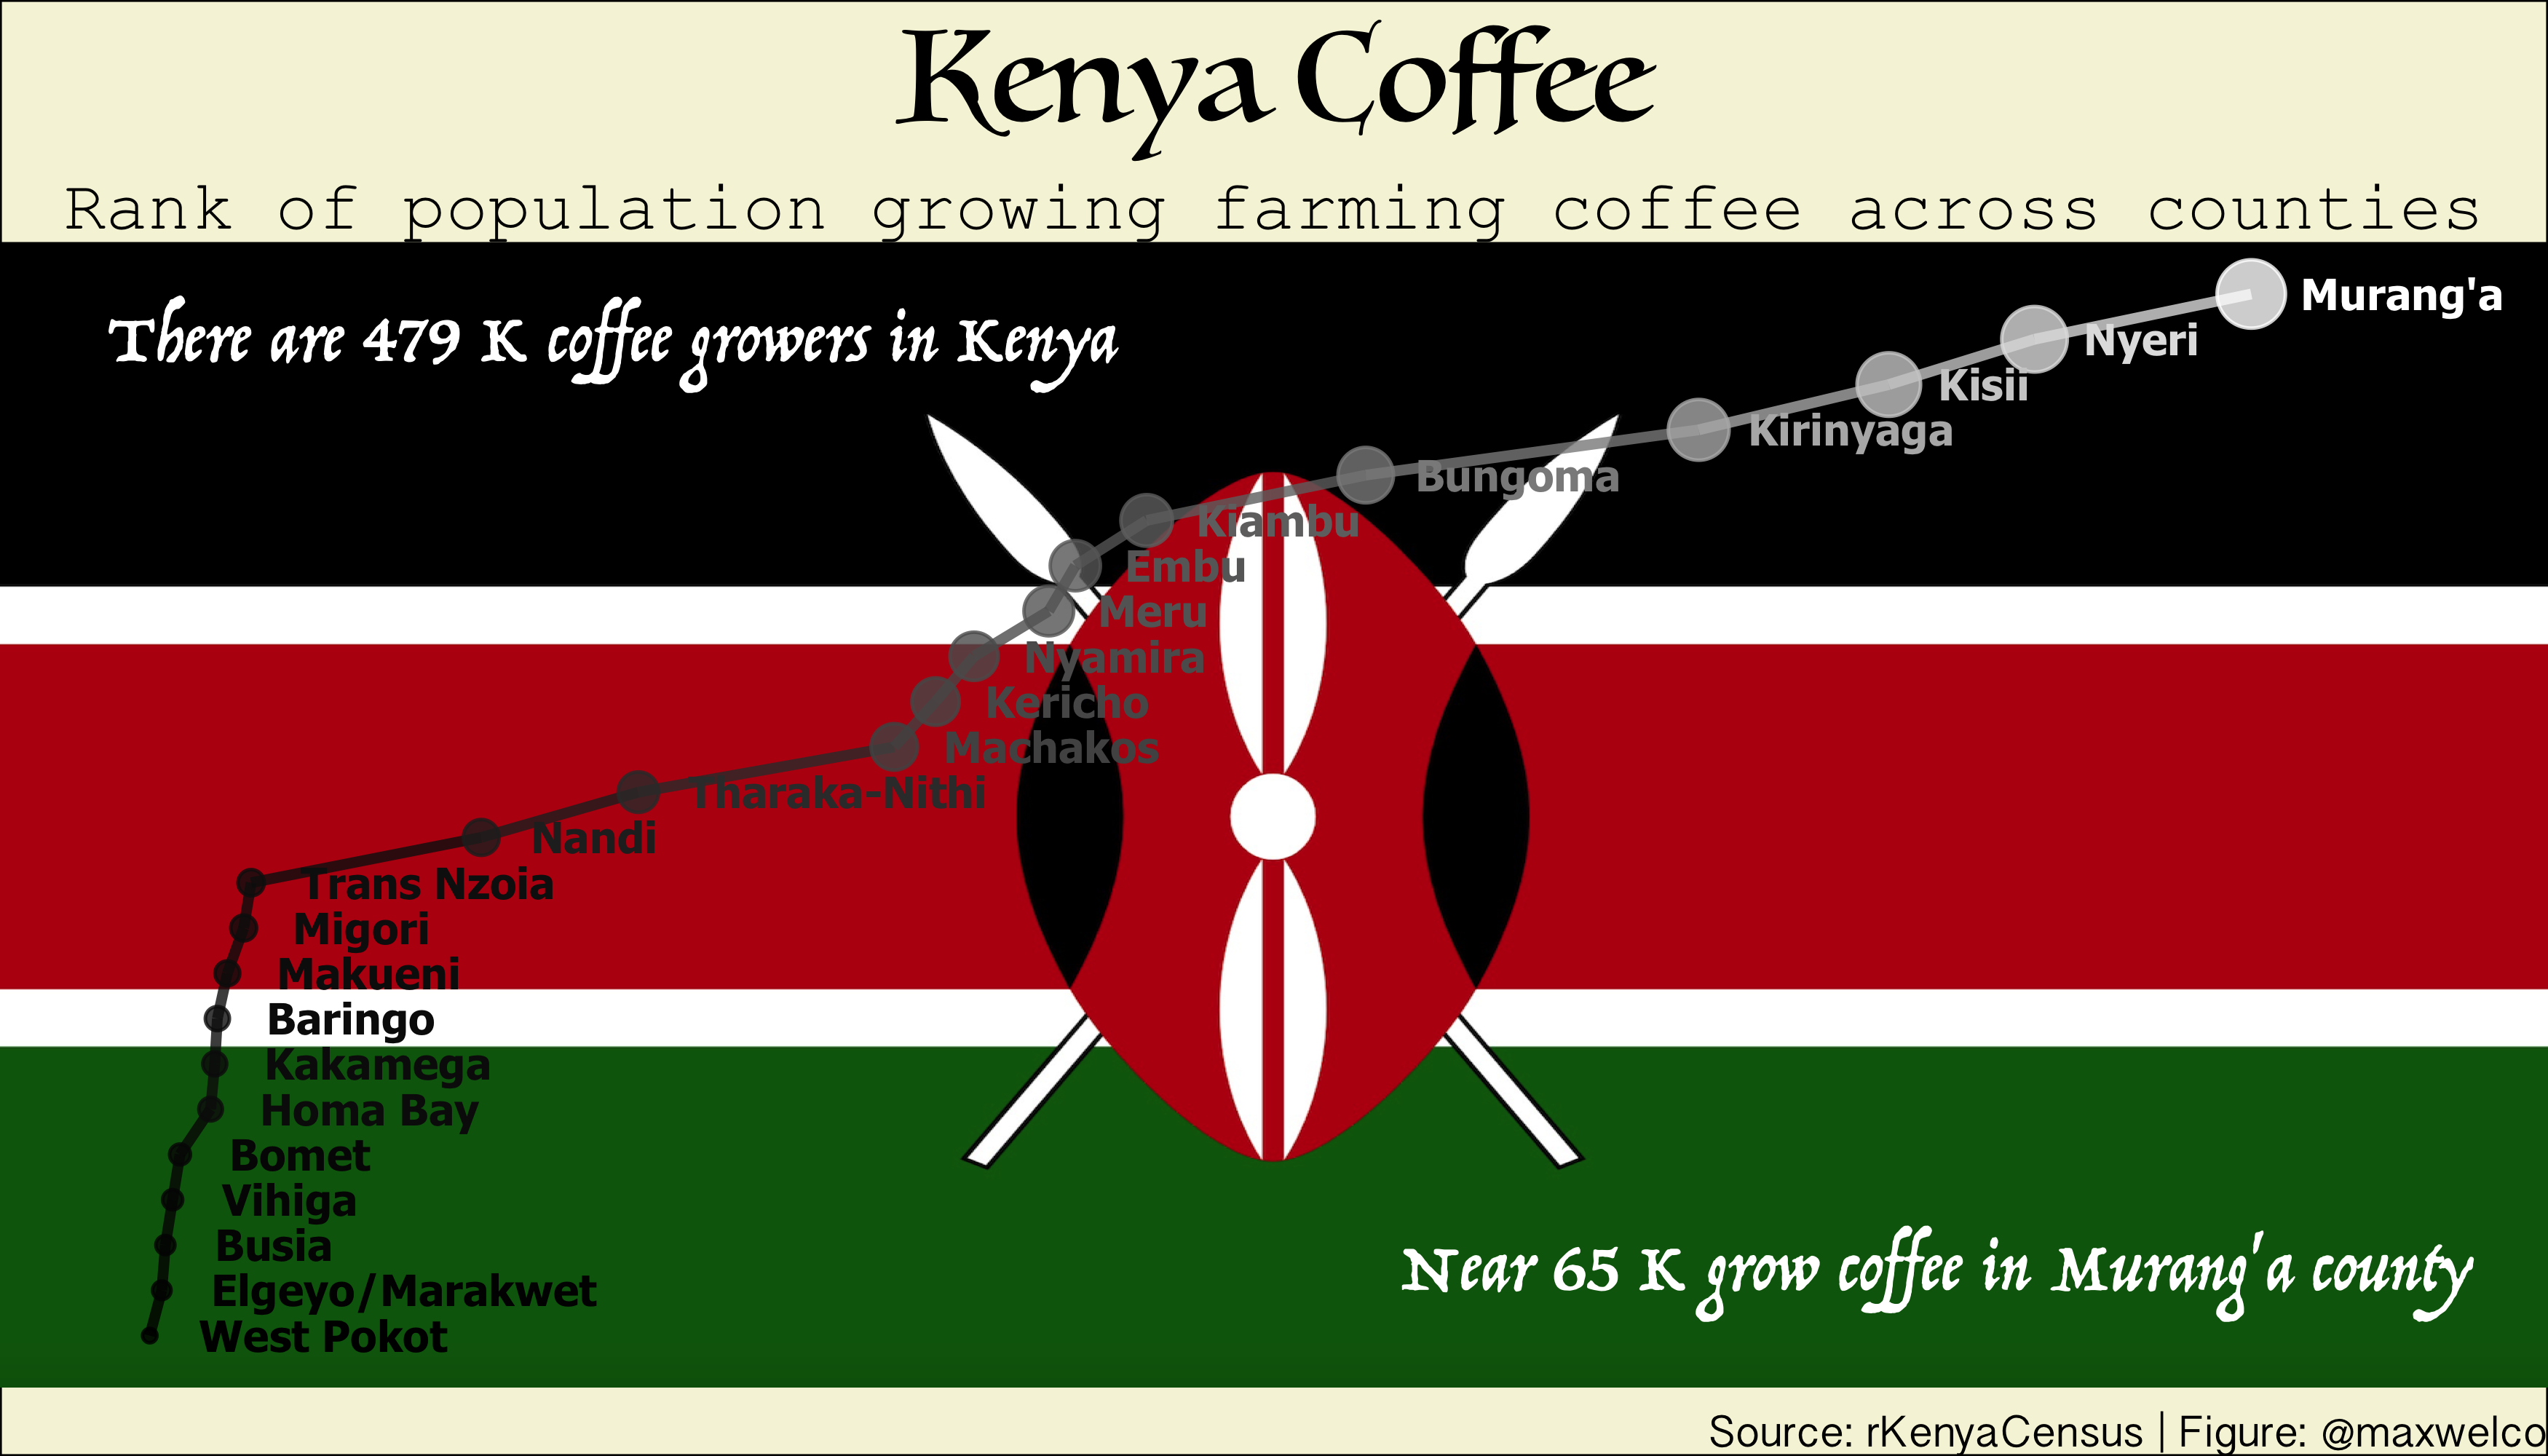 Kenya Coffee
Rank of population growing farming coffee across counties
There are 479 K coffee growers in Kenya
Murang'a
Nyeri
Kisii
Kirinyaga
Bungoma
Kiambu
Embu
Meru
Nyamira
Kericho
Machakos
Tharaka-Nithi
Nandi
Trans Nzoia
Migori
Makueni
Baringo
Kakamega
Homa Bay
Bomet
Vihiga
Busia
Elgeyo/Marakwet
West Pokot
Near 65 K grow coffee in Murang'a county
Source: rKenyaCensus | Figure: @maxwelco